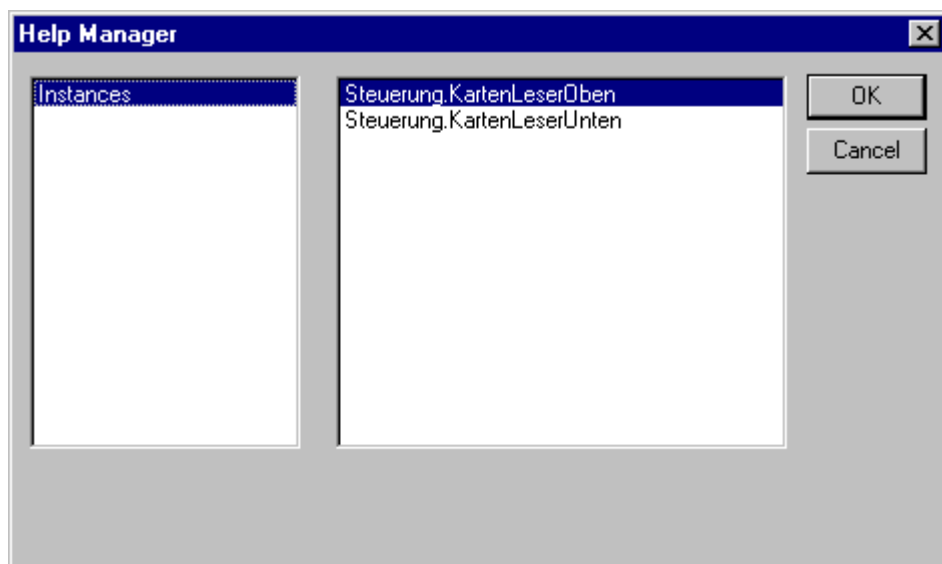 Help Manager
Instances
Steuerung.KartenLeserOben
Steuerung.KartenLeserUnten
OK
Cancel